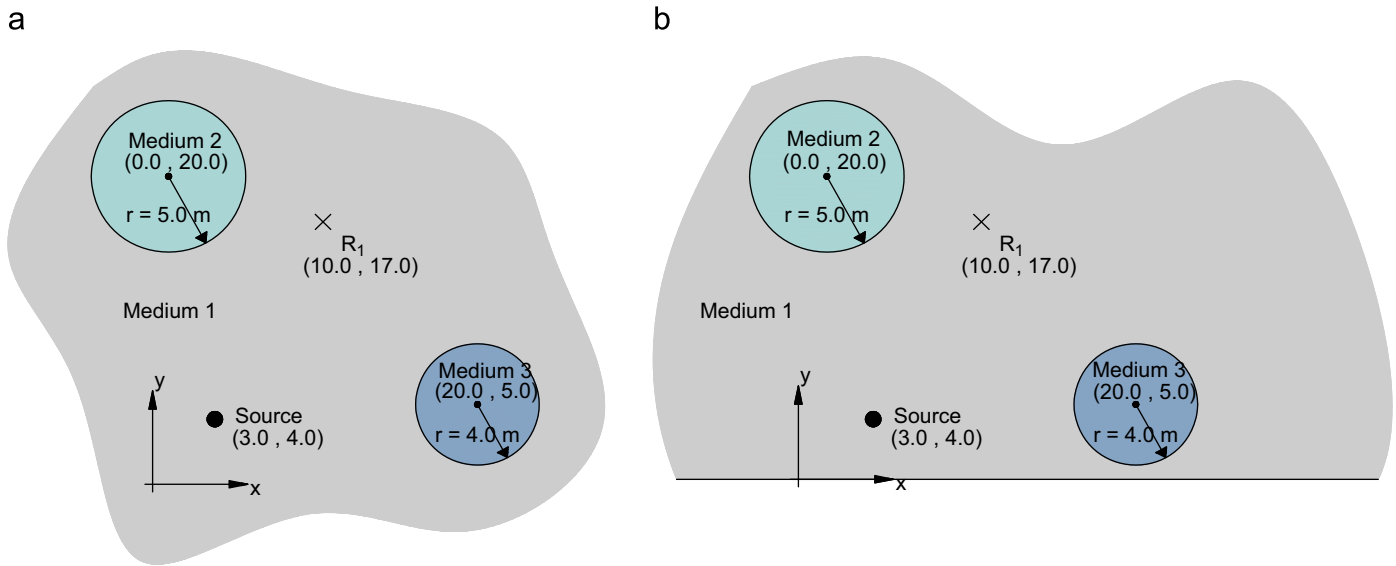 a
Medium 2
(0.0 , 20.0)
r = 5.0 m
R1
(10.0 , 17.0)
Medium 1
Medium 3
(20.0 , 5.0)
r = 4.0 m
y
Source
(3.0 , 4.0)
x
b
Medium 2
(0.0 , 20.0)
r = 5.0 m
R1
(10.0 , 17.0)
Medium 1
Medium 3
(20.0 , 5.0)
r = 4.0 m
y
Source
(3.0 , 4.0)
x